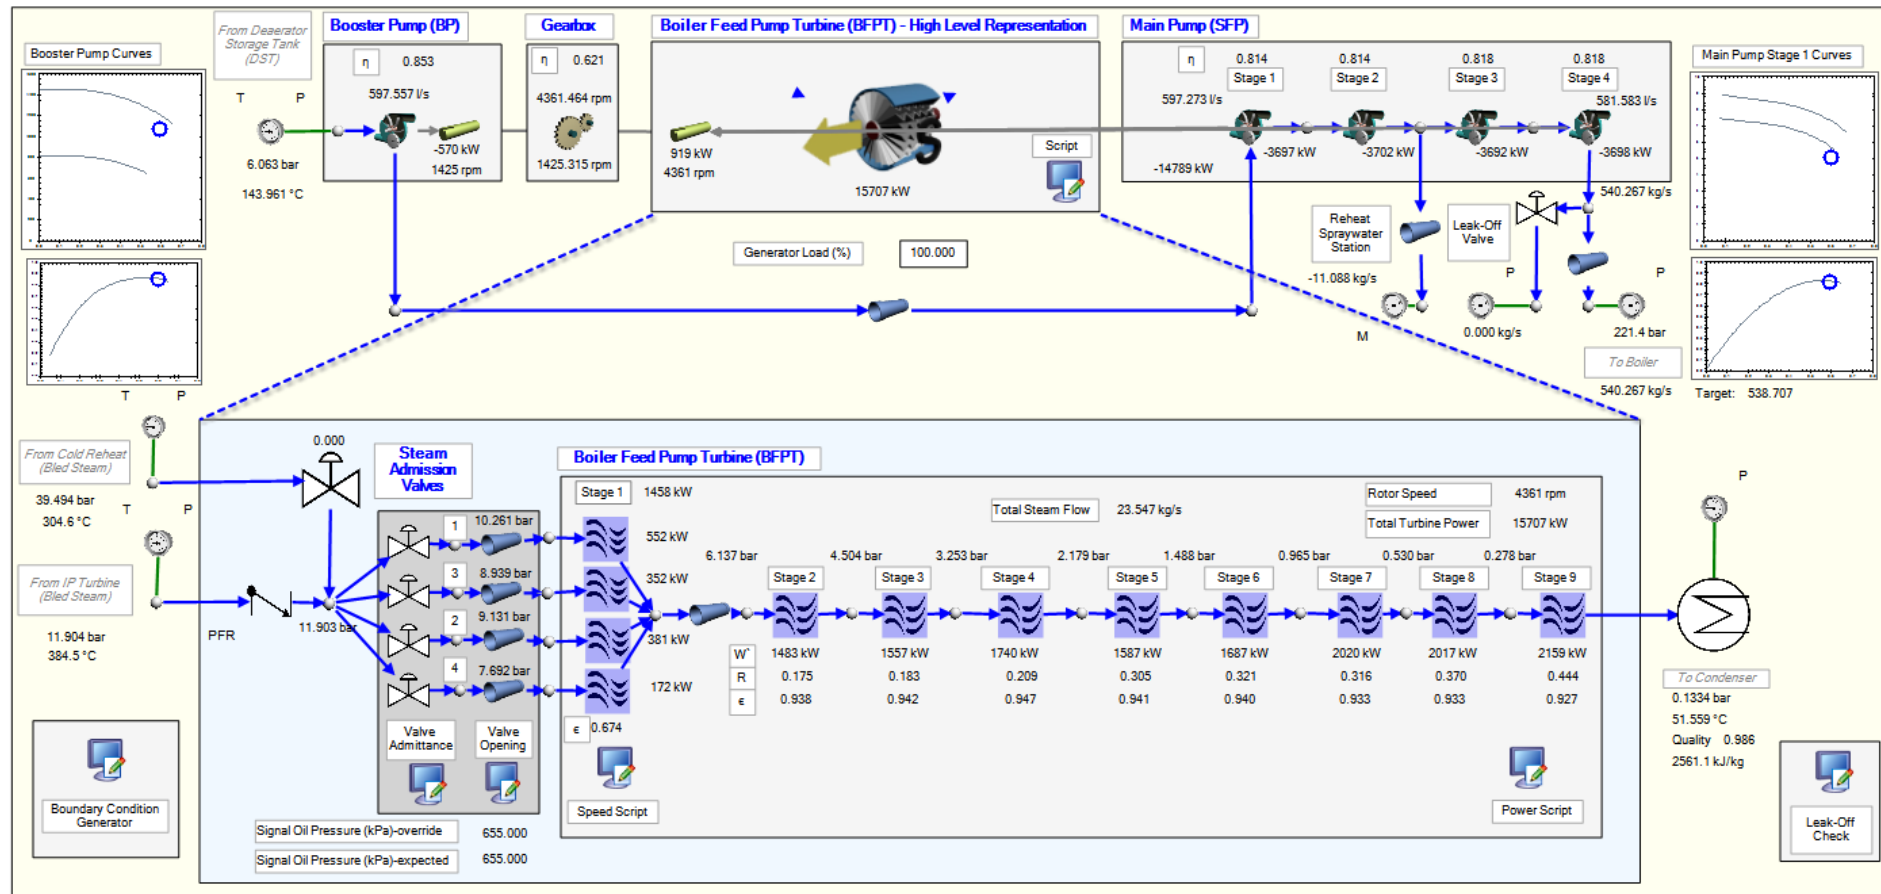 Booster Pump (BP)
Gearbox
Boiler Feed Pump Turbine (BFPT) - High Level Representation
Main Pump (SFP)
From Deaerator
Storage Tank
(DST)
Booster Pump Curves
η 0.853
η 0.621
η 0.814 0.814 0.818 0.818
Stage 1 Stage 2 Stage 3 Stage 4
Main Pump Stage 1 Curves
T P
597.557 l/s
4361.464 rpm
597.273 l/s
581.583 l/s
6.063 bar
143.961 °C
-570 kW
1425 rpm
1425.315 rpm
919 kW
4361 rpm
15707 kW
Script
-14789 kW
-3697 kW
-3702 kW
-3692 kW
-3698 kW
540.267 kg/s
Generator Load (%) 100.000
Reheat
Spraywater
Station
Leak-Off
Valve
P
P
-11.088 kg/s
M
0.000 kg/s
221.4 bar
To Boiler
540.267 kg/s
Target: 538.707
T P
From Cold Reheat
(Bled Steam)
39.494 bar
304.6 °C
T P
From IP Turbine
(Bled Steam)
11.904 bar
384.5 °C
PFR
0.000
11.903 bar
Steam
Admission
Valves
1 10.261 bar
3 8.939 bar
2 9.131 bar
4 7.692 bar
Valve
Admittance
Valve
Opening
Boiler Feed Pump Turbine (BFPT)
Stage 1 1458 kW
552 kW
352 kW
381 kW
172 kW
є 0.674
Speed Script
Total Steam Flow 23.547 kg/s
Rotor Speed 4361 rpm
Total Turbine Power 15707 kW
6.137 bar 4.504 bar 3.253 bar 2.179 bar 1.488 bar 0.965 bar 0.530 bar 0.278 bar
Stage 2 Stage 3 Stage 4 Stage 5 Stage 6 Stage 7 Stage 8 Stage 9
W˄ 1483 kW 1557 kW 1740 kW 1587 kW 1687 kW 2020 kW 2017 kW 2159 kW
R 0.175 0.183 0.209 0.305 0.321 0.316 0.370 0.444
є 0.938 0.942 0.947 0.941 0.940 0.933 0.933 0.927
Power Script
P
To Condenser
0.1334 bar
51.559 °C
Quality 0.986
2561.1 kJ/kg
Boundary Condition
Generator
Signal Oil Pressure (kPa)-override 655.000
Signal Oil Pressure (kPa)-expected 655.000
Leak-Off
Check